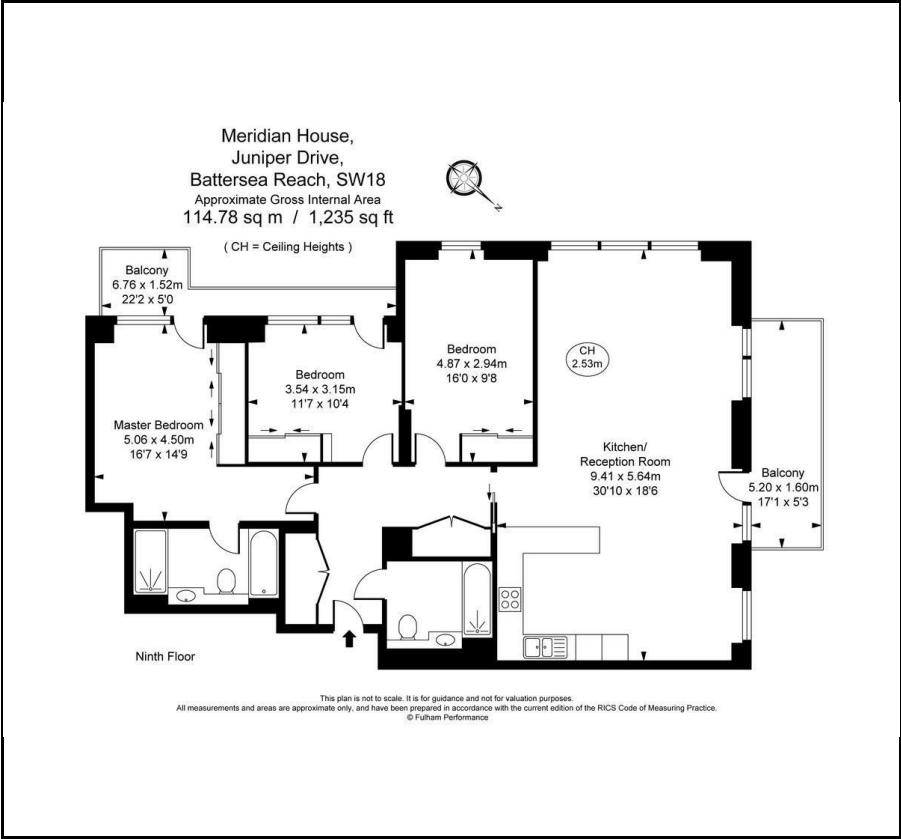 Meridian House,
Juniper Drive,
Battersea Reach, SW18
Approximate Gross Internal Area
114.78 sq m / 1,235 sq ft
( CH = Ceiling Heights )
N
Balcony
6.76 x 1.52m
22'2 x 5'0
Bedroom
4.87 x 2.94m
16'0 x 9'8
CH
2.53m
Bedroom
3.54 x 3.15m
11'7 x 10'4
Master Bedroom
5.06 x 4.50m
16'7 x 14'9
Kitchen/
Reception Room
9.41 x 5.64m
30'10 x 18'6
Balcony
5.20 x 1.60m
17'1 x 5'3
Ninth Floor
This plan is not to scale. It is for guidance and not for valuation purposes.
All measurements and areas are approximate only, and have been prepared in accordance with the current edition of the RICS Code of Measuring Practice.
© Fulham Performance